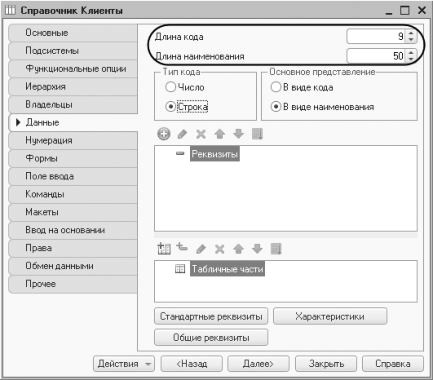 Справочник Клиенты
Основные
Подсистемы
Функциональные опции
Иерархия
Владельцы
Данные
Нумерация
Формы
Поле ввода
Команды
Макеты
Ввод на основании
Права
Обмен данными
Прочее
Длина кода 9
Длина наименования 50
Тип кода
Число
Строка
Основное представление
В виде кода
В виде наименования
Реквизиты
Табличные части
Стандартные реквизиты Характеристики
Общие реквизиты
Действия <Назад Далее> Закрыть Справка